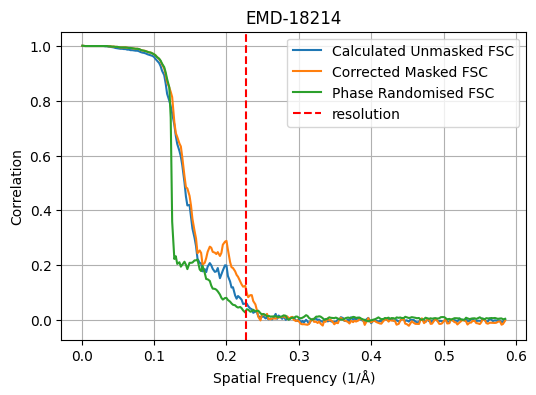 EMD-18214
Calculated Unmasked FSC
Corrected Masked FSC
Phase Randomised FSC
resolution
Correlation
1.0
0.8
0.6
0.4
0.2
0.0
0.0 0.1 0.2 0.3 0.4 0.5 0.6
Spatial Frequency (1/Å)